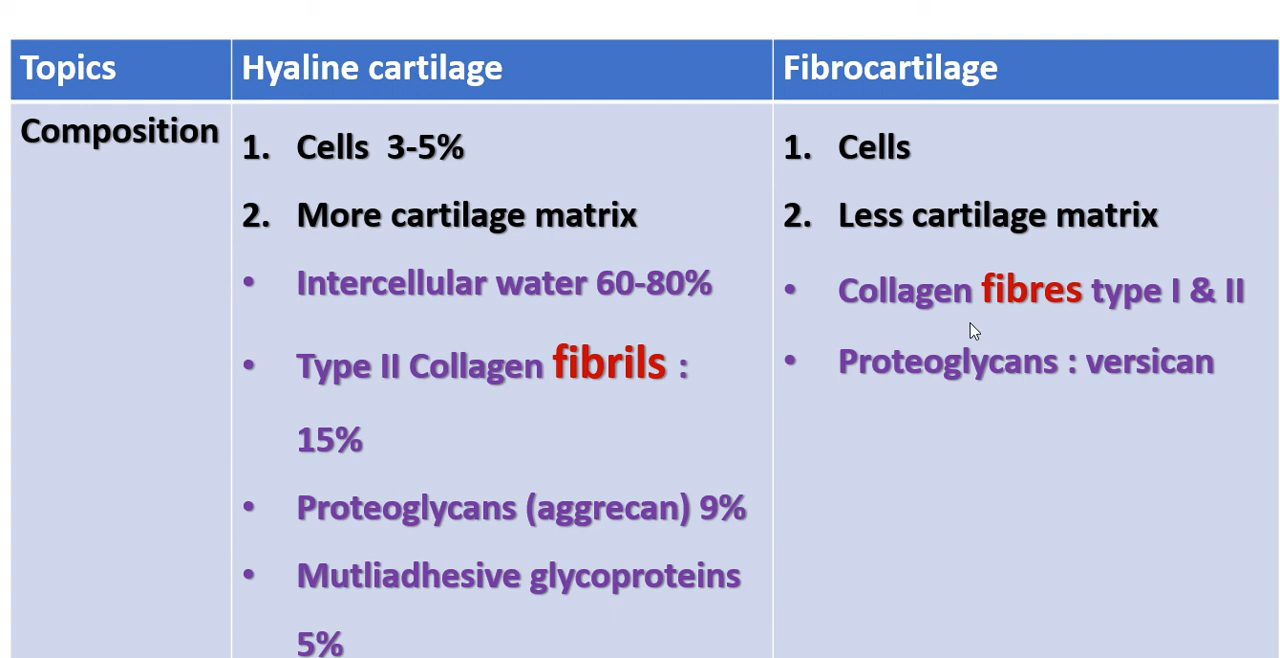 Topics
Hyaline cartilage
Fibrocartilage
Composition
1. Cells 3-5%
2. More cartilage matrix
• Intercellular water 60-80%
• Type II Collagen fibrils :
15%
• Proteoglycans (aggrecan) 9%
• Mutliadhesive glycoproteins
5%
1. Cells
2. Less cartilage matrix
• Collagen fibres type I & II
• Proteoglycans : versican